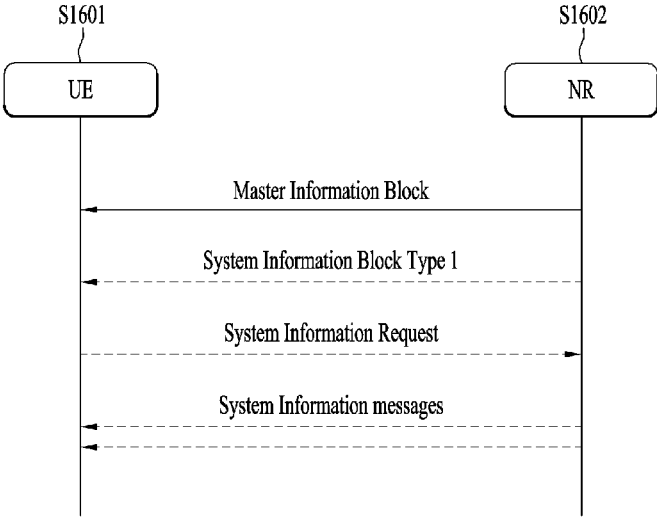 S1601
S1602
UE
NR
Master Information Block
System Information Block Type 1
System Information Request
System Information messages